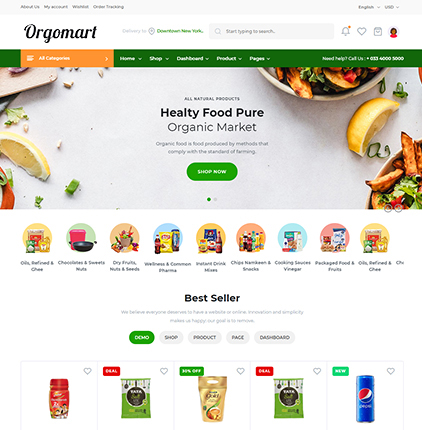 About Us My account Wishlist Order Tracking English USD
Orgomart Delivery to Downtown New York.. Start typing to search..
All Categories Home Shop Dashboard Product Pages Need help? Call Us : + 033 4000 5000
ALL NATURAL PRODUCTS
Healty Food Pure
Organic Market
Organic food is food produced by methods that
comply with the standard of farming.
SHOP NOW
Oils, Refined & Ghee
Chocolates & Sweets Nuts
Dry Fruits, Nuts & Seeds
Wellness & Common Pharma
Instant Drink Mixes
Chips Namkeen & Snacks
Cooking Sauces Vinegar
Packaged Food & Fruits
Oils, Refined & Ghee
Che
Best Seller
We believe everyone deserves to have a website or online. Innovation and simplicity
makes us happy: our goal is to remove.
DEMO SHOP PRODUCT PAGE DASHBOARD
DEAL 20% OFF DEAL NEW
TATA TATA pepsi